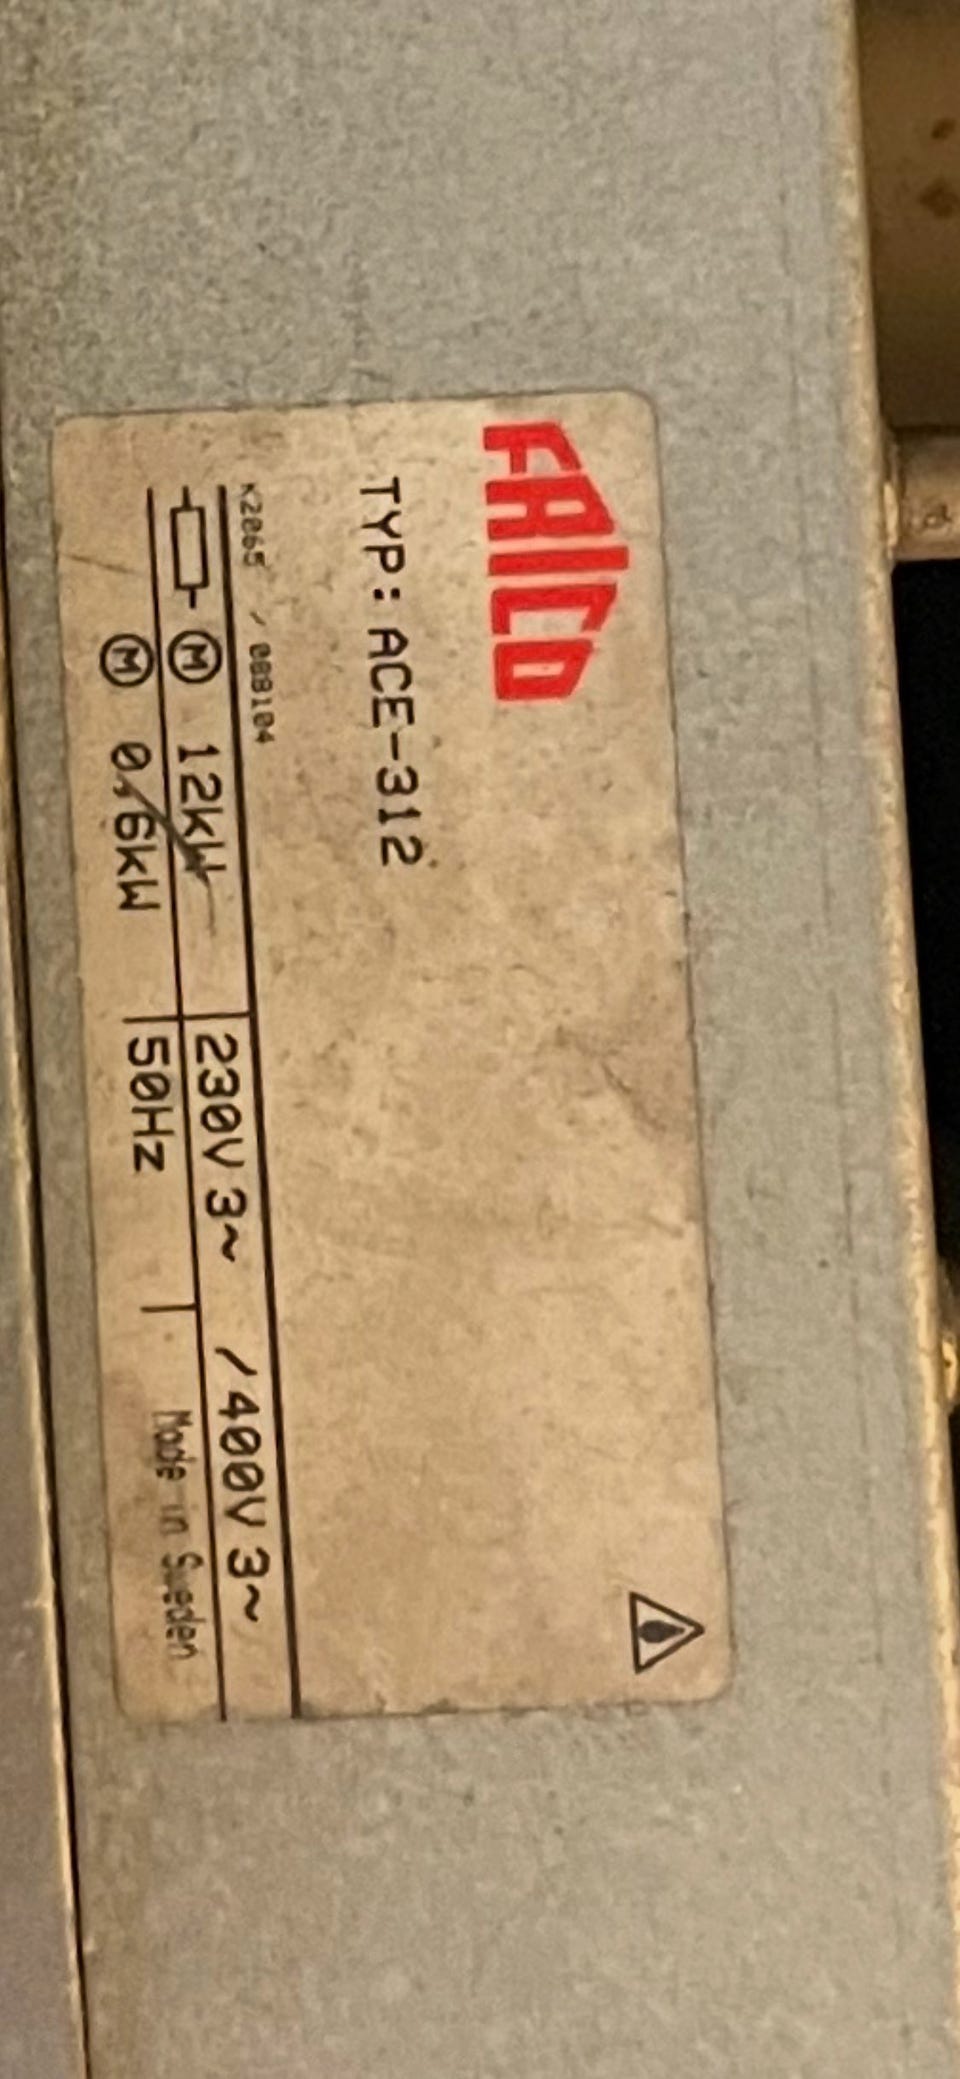 FRICO
TYP: ACE-312
K2065 / 088104
M 12kW 230V 3~ /400V 3~
M 0,6kW 50Hz Made in Sweden